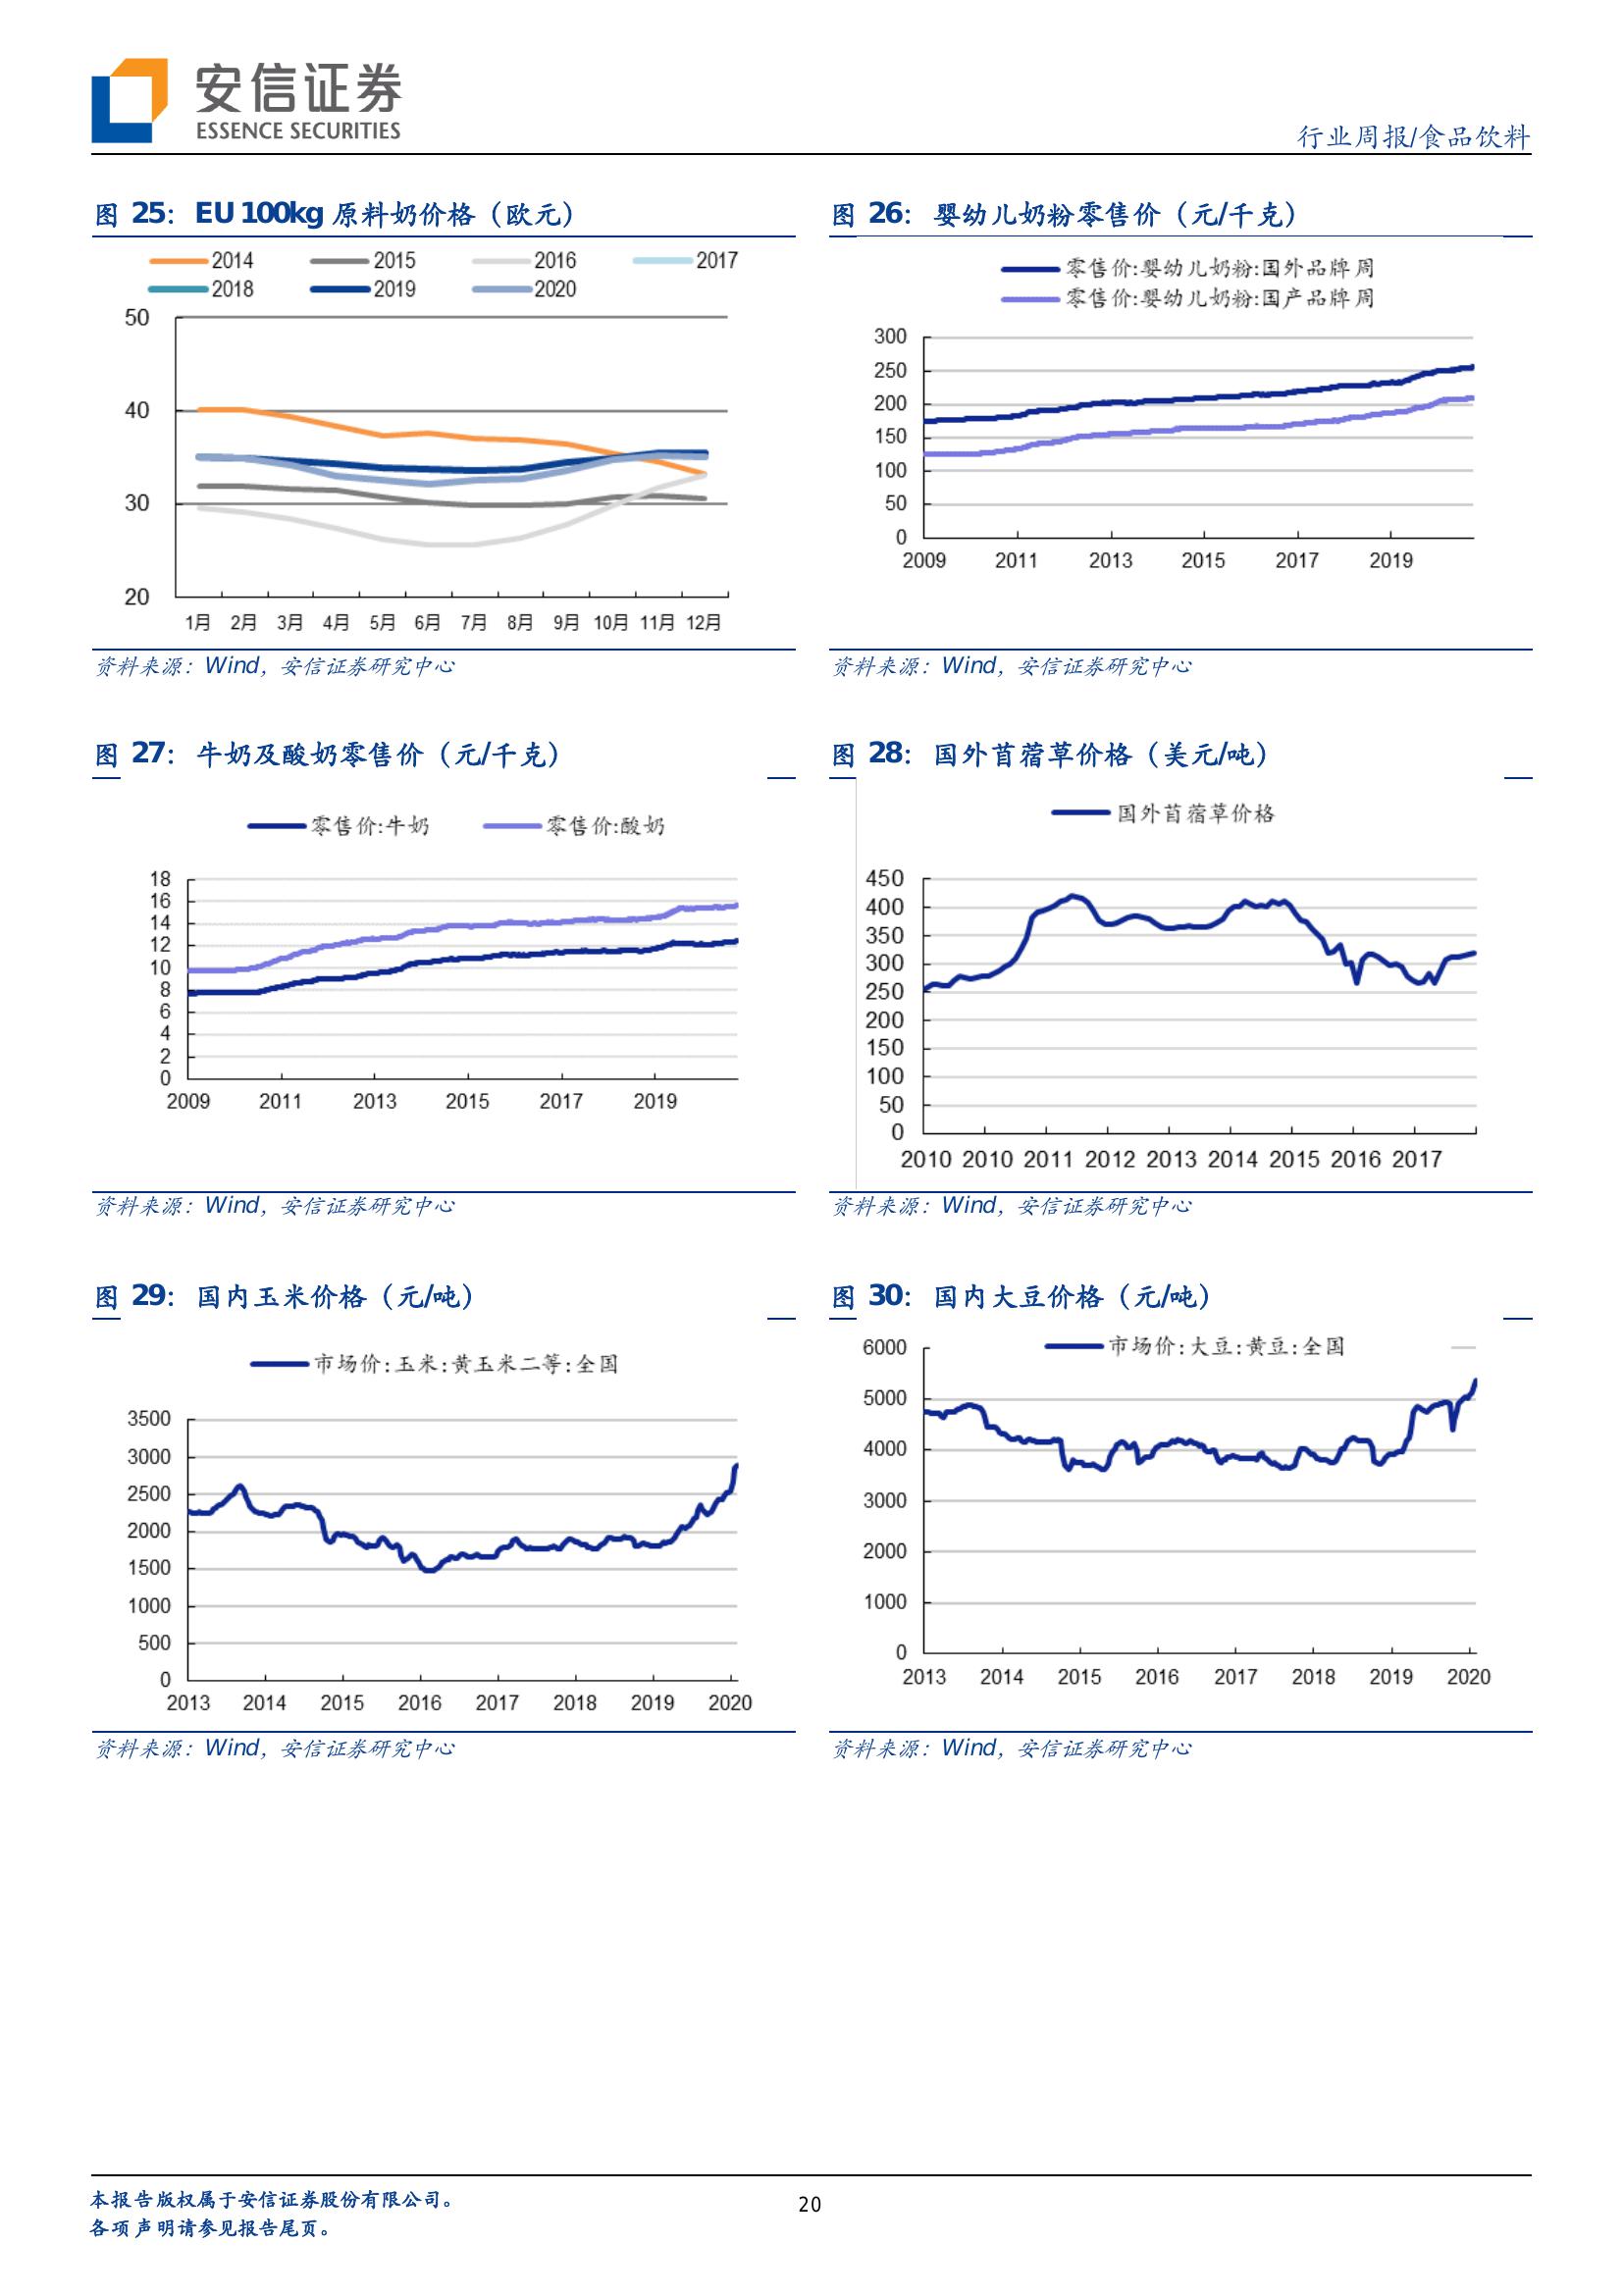 安信证券
ESSENCE SECURITIES
行业周报/食品饮料
图 25： EU 100kg 原料奶价格（欧元）
2014 2015 2016 2017
2018 2019 2020
50
40
30
20
1月 2月 3月 4月 5月 6月 7月 8月 9月 10月 11月 12月
资料来源：Wind，安信证券研究中心
图 26： 婴幼儿奶粉零售价（元/千克）
零售价:婴幼儿奶粉:国外品牌 周
零售价:婴幼儿奶粉:国产品牌 周
300
250
200
150
100
50
0
2009 2011 2013 2015 2017 2019
资料来源：Wind，安信证券研究中心
图 27： 牛奶及酸奶零售价（元/千克）
零售价:牛奶 零售价:酸奶
18
16
14
12
10
8
6
4
2
0
2009 2011 2013 2015 2017 2019
资料来源：Wind，安信证券研究中心
图 28： 国外苜蓿草价格（美元/吨）
国外苜蓿草价格
450
400
350
300
250
200
150
100
50
0
2010 2010 2011 2012 2013 2014 2015 2016 2017
资料来源：Wind，安信证券研究中心
图 29： 国内玉米价格（元/吨）
市场价:玉米:黄玉米二等:全国
3500
3000
2500
2000
1500
1000
500
0
2013 2014 2015 2016 2017 2018 2019 2020
资料来源：Wind，安信证券研究中心
图 30： 国内大豆价格（元/吨）
市场价:大豆:黄豆:全国
6000
5000
4000
3000
2000
1000
0
2013 2014 2015 2016 2017 2018 2019 2020
资料来源：Wind，安信证券研究中心
本报告版权属于安信证券股份有限公司。
各项声明请参见报告尾页。
20